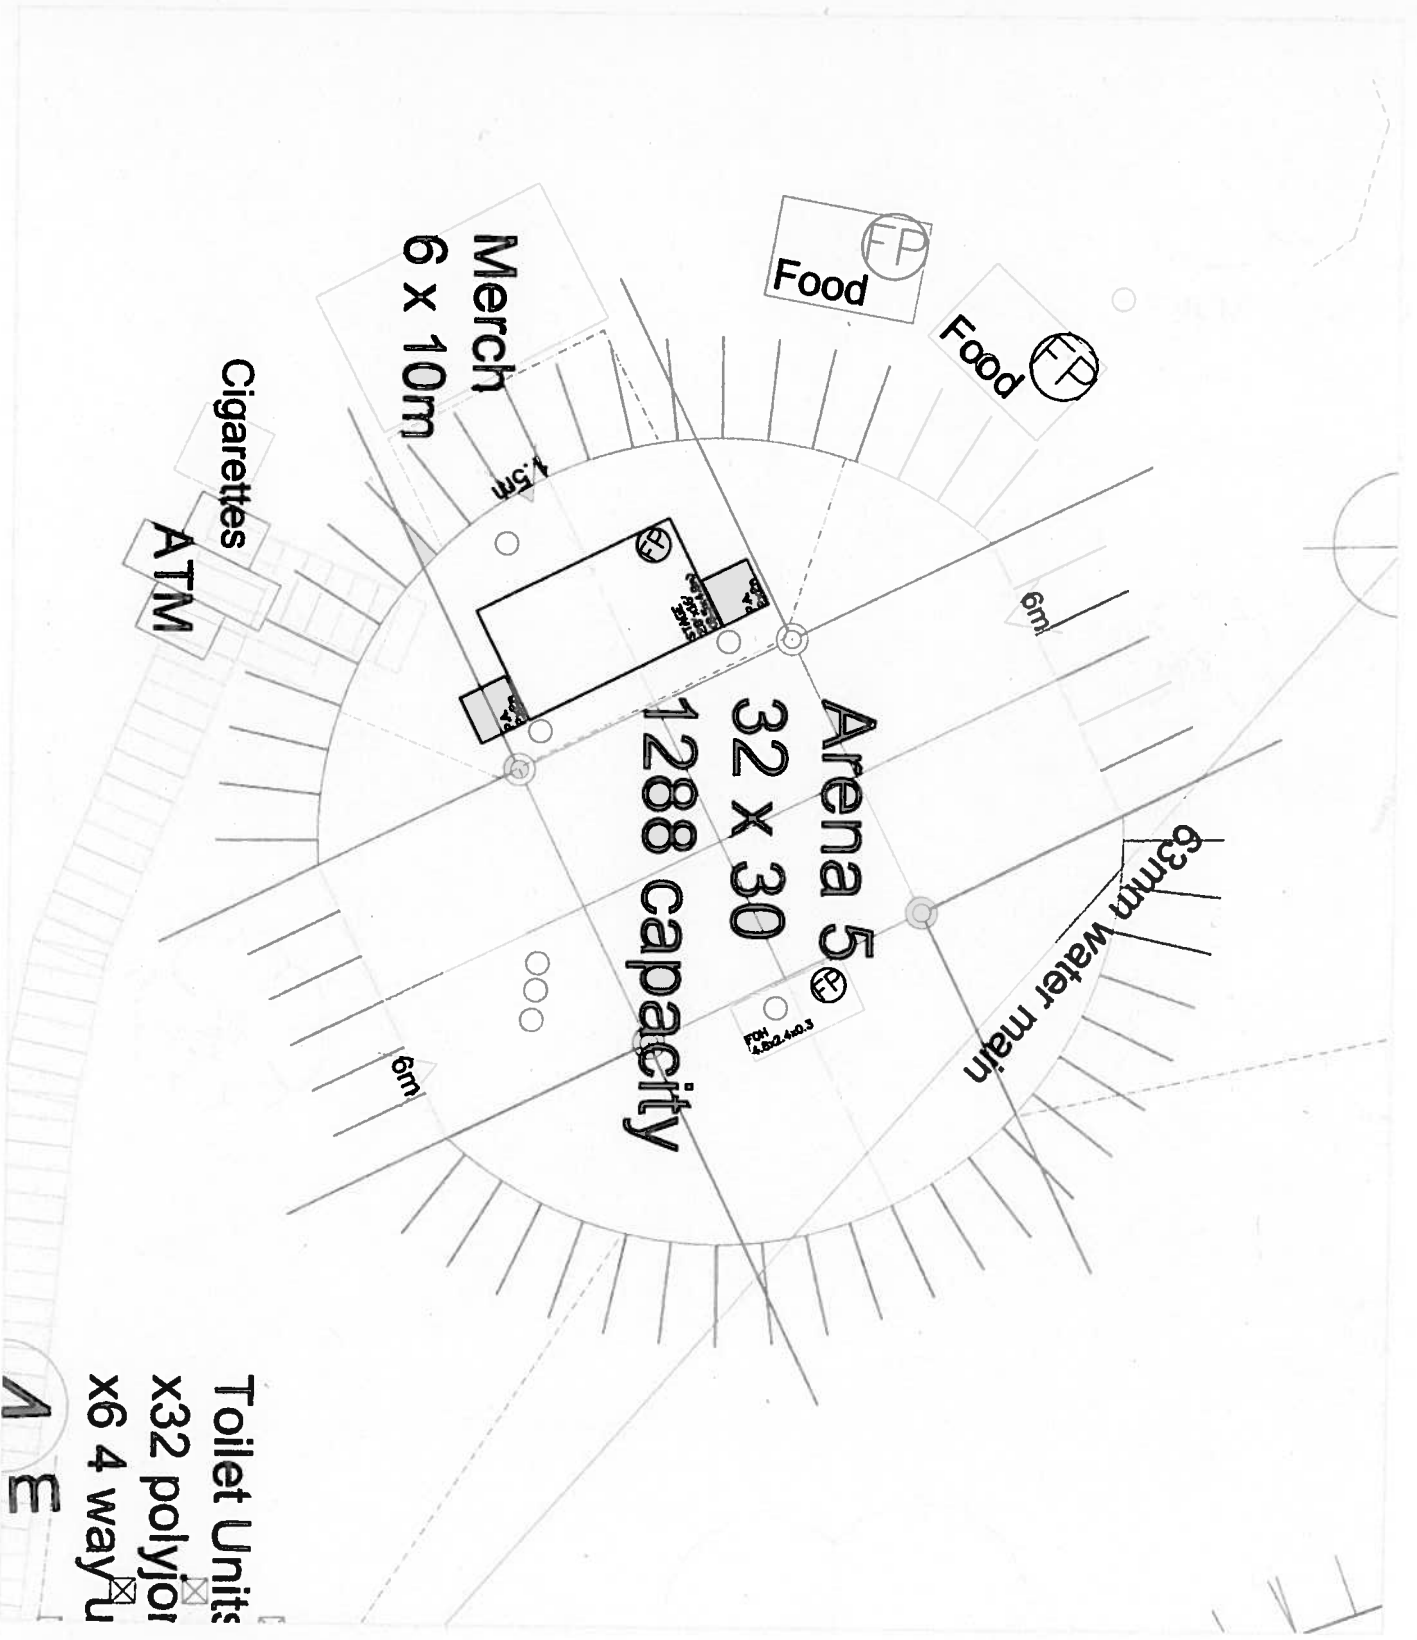 Merch
6 x 10m
FP
Food
FP
Food
Cigarettes
ATM
1.5m
FP
STAGE
6m
Arena 5
32 x 30
1288 capacity
63mm water main
FP
FOH
4.8x2.4x0.3
6m
Toilet Units
x32 polyjo
x6 4 way u